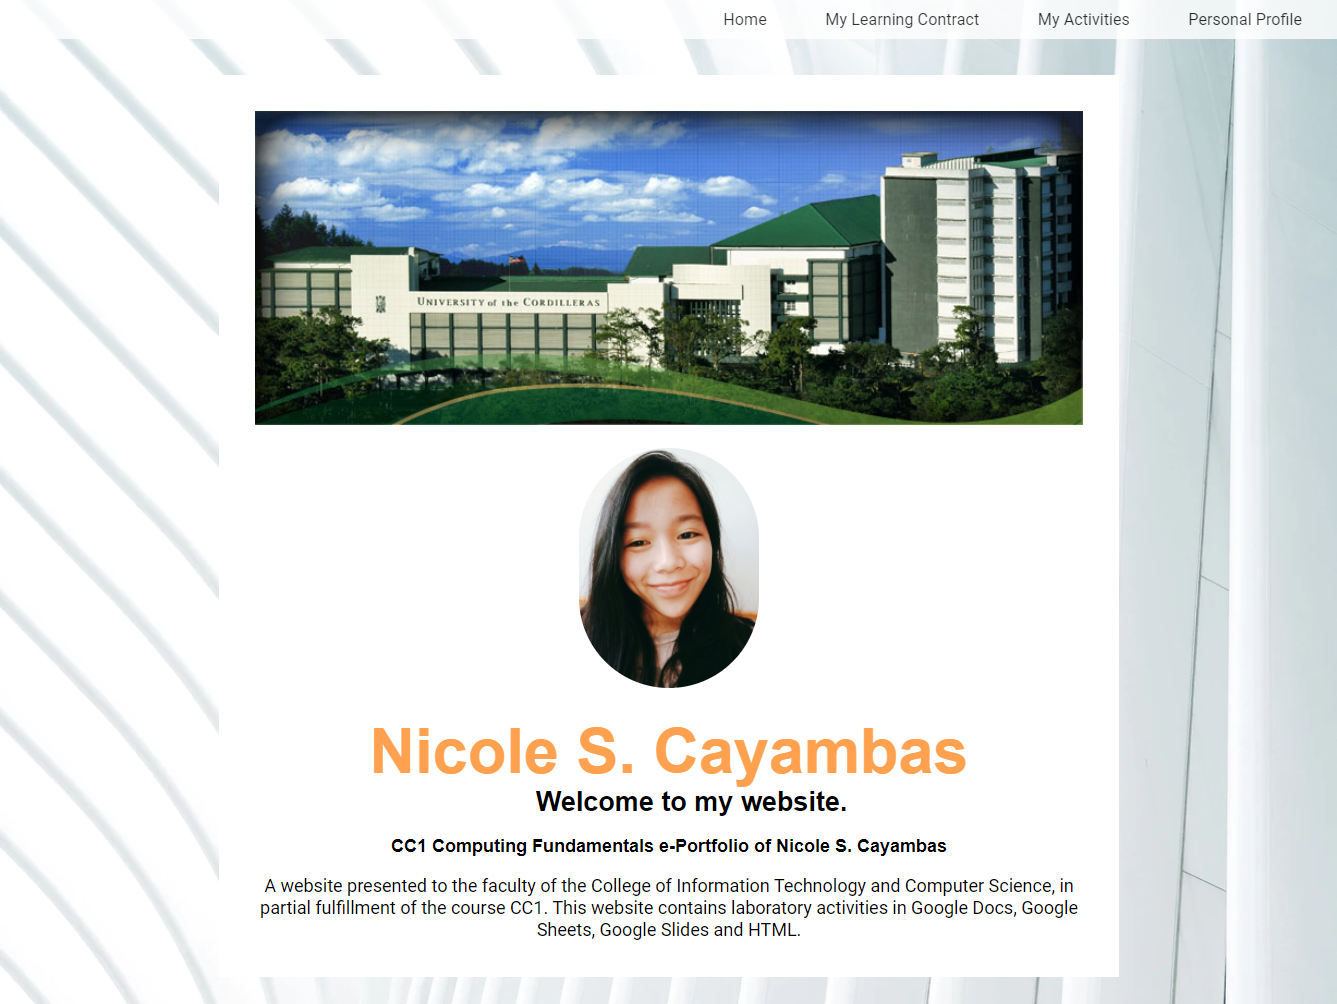 Home My Learning Contract My Activities Personal Profile
UNIVERSITY of the CORDILLERAS
Nicole S. Cayambas
Welcome to my website.
CC1 Computing Fundamentals e-Portfolio of Nicole S. Cayambas
A website presented to the faculty of the College of Information Technology and Computer Science, in
partial fulfillment of the course CC1. This website contains laboratory activities in Google Docs, Google
Sheets, Google Slides and HTML.